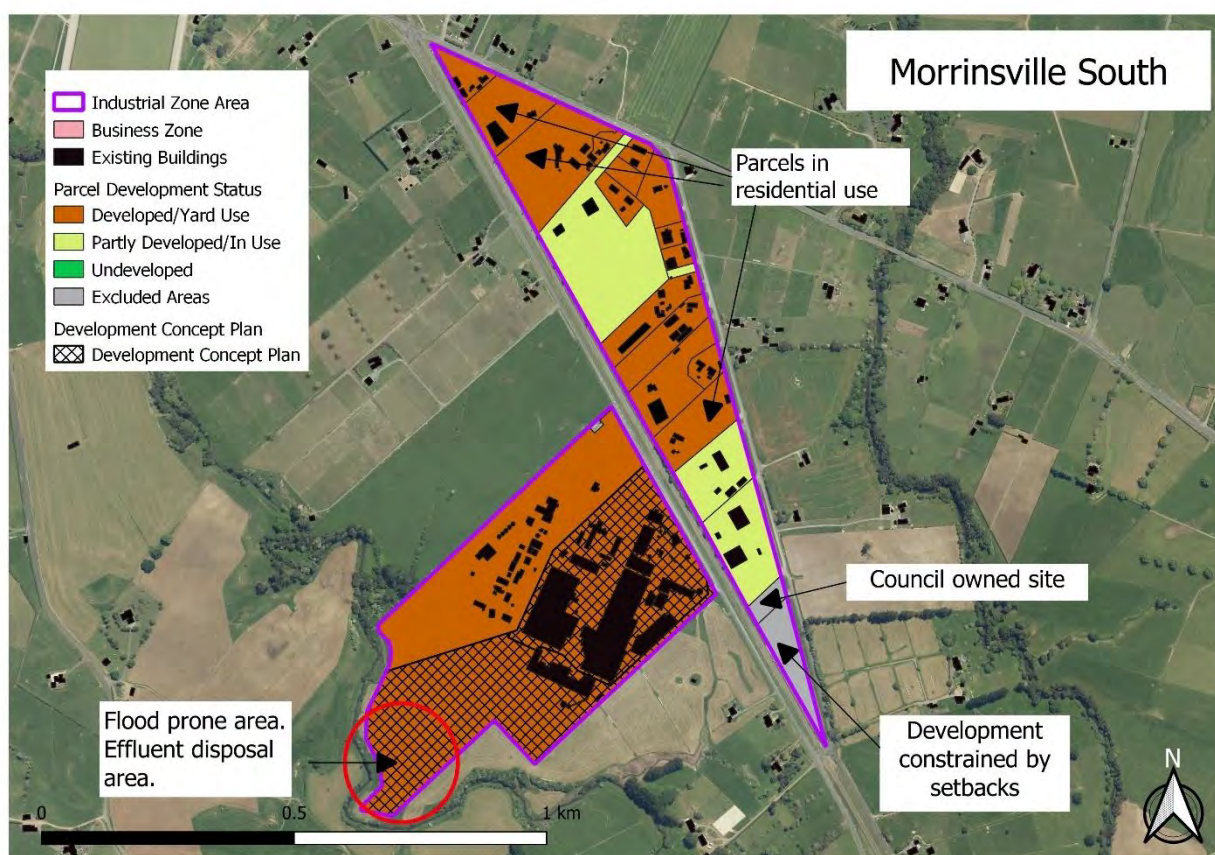 Morrinsville South
Industrial Zone Area
Business Zone
Existing Buildings
Parcel Development Status
Developed/Yard Use
Partly Developed/In Use
Undeveloped
Excluded Areas
Development Concept Plan
Development Concept Plan
Parcels in
residential use
Council owned site
Development
constrained by
setbacks
Flood prone area.
Effluent disposal
area.
0 0.5 1 km
N